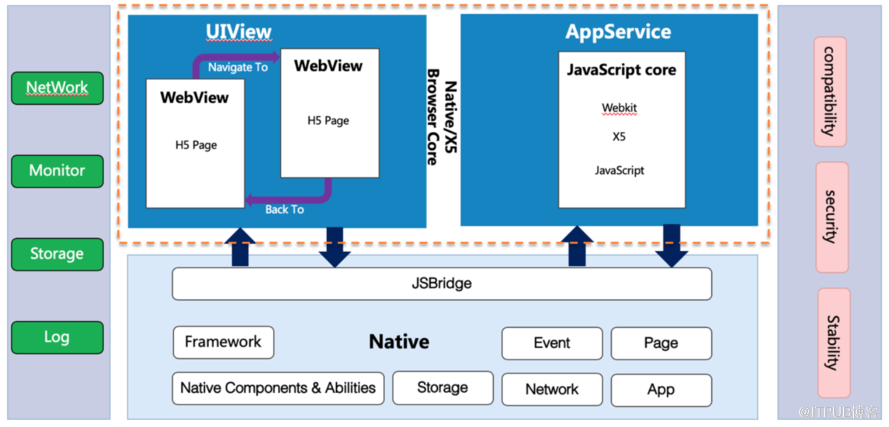 NetWork
Monitor
Storage
Log
UIView
Navigate To
WebView
H5 Page
WebView
H5 Page
Back To
Native/X5
Browser Core
AppService
JavaScript core
Webkit
X5
JavaScript
JSBridge
Framework
Native
Event
Page
Native Components & Abilities
Storage
Network
App
compatibility
security
Stability
@ITPUB博客